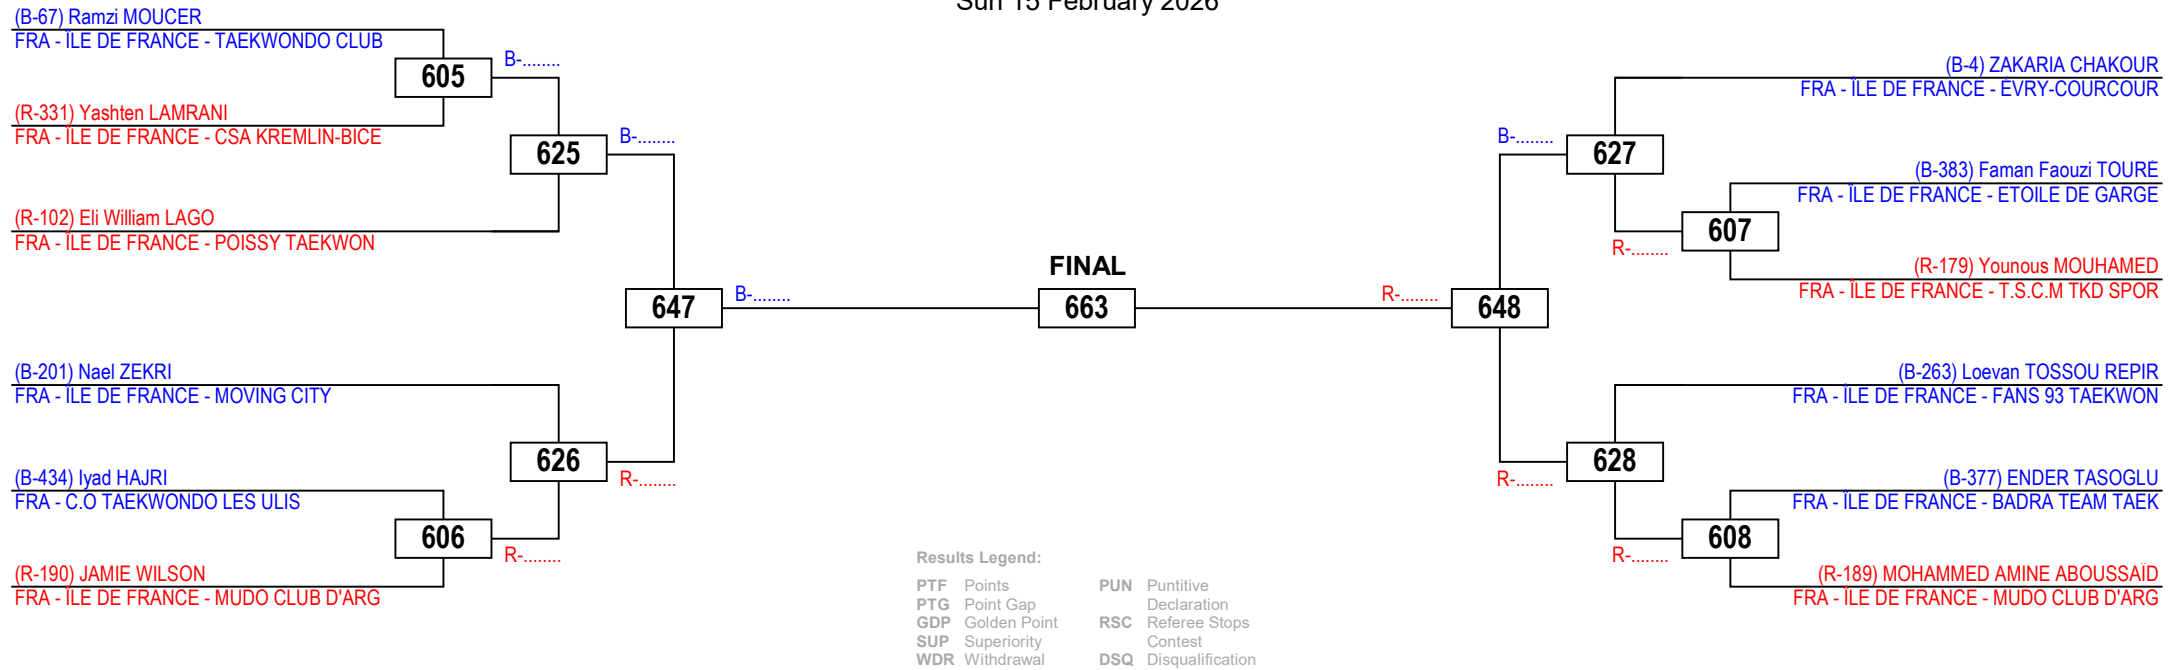 Sun 15 February 2026
(B-67) Ramzi MOUCER
FRA - ÎLE DE FRANCE - TAEKWONDO CLUB
605
B-........
(R-331) Yashten LAMRANI
FRA - ÎLE DE FRANCE - CSA KREMLIN-BICE
625
B-........
(R-102) Eli William LAGO
FRA - ÎLE DE FRANCE - POISSY TAEKWON
647
B-........
(B-201) Nael ZEKRI
FRA - ÎLE DE FRANCE - MOVING CITY
626
R-........
(B-434) Iyad HAJRI
FRA - C.O TAEKWONDO LES ULIS
606
R-........
(R-190) JAMIE WILSON
FRA - ÎLE DE FRANCE - MUDO CLUB D'ARG
FINAL
663
(B-4) ZAKARIA CHAKOUR
FRA - ÎLE DE FRANCE - ÉVRY-COURCOUR
B-........
627
(B-383) Faman Faouzi TOURÉ
FRA - ÎLE DE FRANCE - ETOILE DE GARGE
607
R-........
(R-179) Younous MOUHAMED
FRA - ÎLE DE FRANCE - T.S.C.M TKD SPOR
R-........
648
(B-263) Loevan TOSSOU REPIR
FRA - ÎLE DE FRANCE - FANS 93 TAEKWON
628
R-........
(B-377) ENDER TASOGLU
FRA - ÎLE DE FRANCE - BADRA TEAM TAEK
608
R-........
(R-189) MOHAMMED AMINE ABOUSSAÏD
FRA - ÎLE DE FRANCE - MUDO CLUB D'ARG
Results Legend:
PTF Points
PTG Point Gap
GDP Golden Point
SUP Superiority
WDR Withdrawal
PUN Puntitive
Declaration
RSC Referee Stops
Contest
DSQ Disqualification